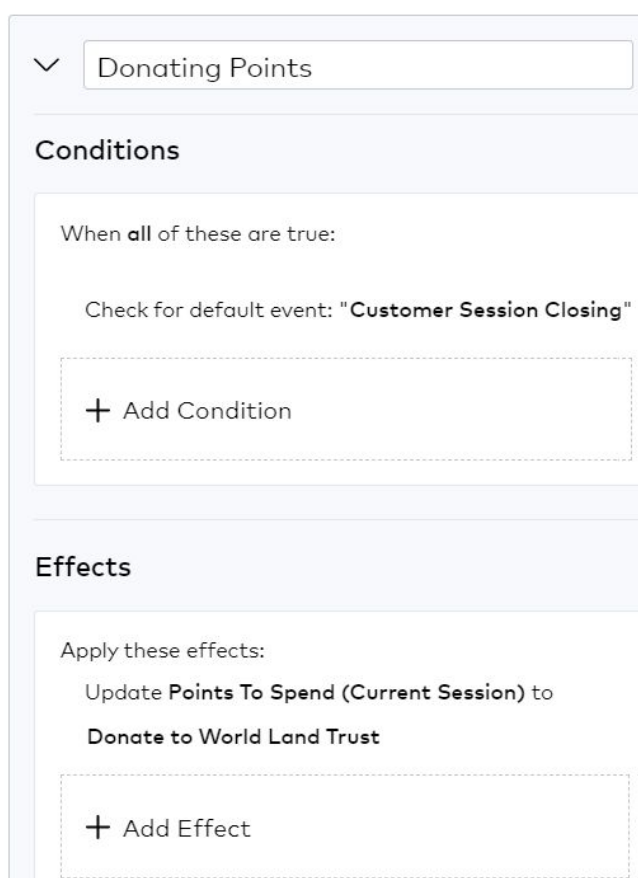 Donating Points
Conditions
When all of these are true:
Check for default event: "Customer Session Closing"
+ Add Condition
Effects
Apply these effects:
Update Points To Spend (Current Session) to
Donate to World Land Trust
+ Add Effect